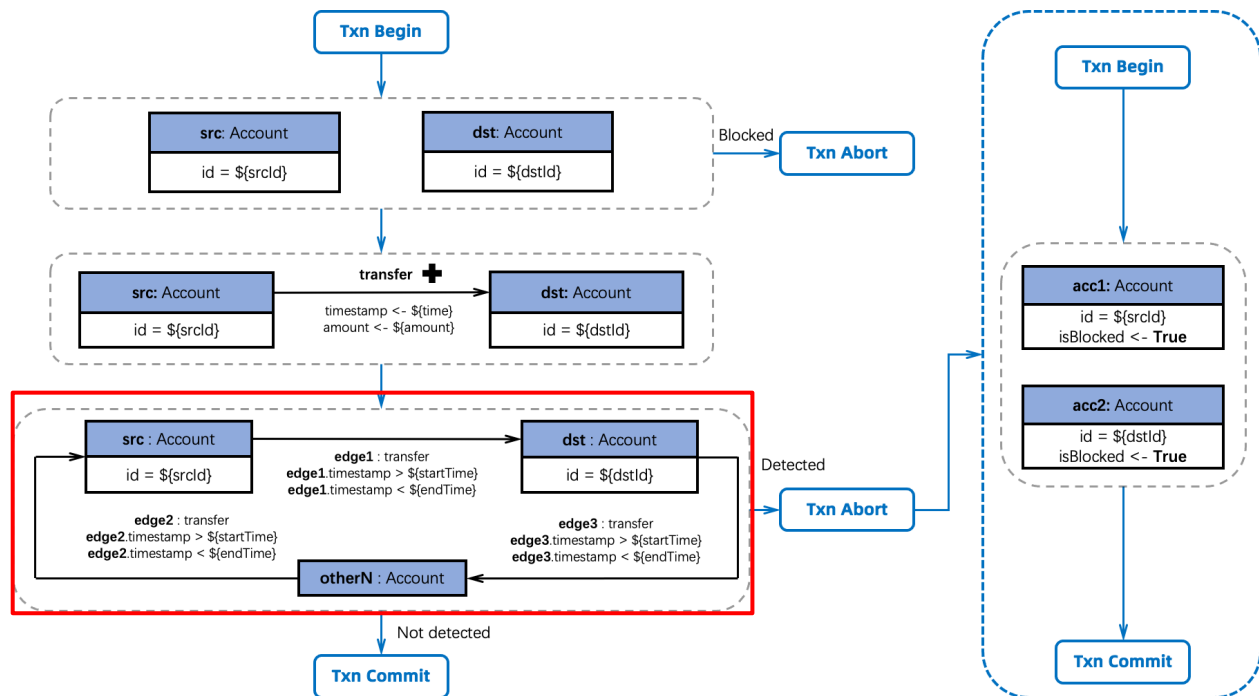 Txn Begin
src: Account
id = ${srcId}
dst: Account
id = ${dstId}
Blocked
Txn Abort
src: Account
id = ${srcId}
transfer
timestamp <- ${time}
amount <- ${amount}
dst: Account
id = ${dstId}
src : Account
id = ${srcId}
edge1 : transfer
edge1.timestamp > ${startTime}
edge1.timestamp < ${endTime}
dst : Account
id = ${dstId}
edge2 : transfer
edge2.timestamp > ${startTime}
edge2.timestamp < ${endTime}
edge3 : transfer
edge3.timestamp > ${startTime}
edge3.timestamp < ${endTime}
otherN : Account
Detected
Txn Abort
Not detected
Txn Commit
Txn Begin
acc1: Account
id = ${srcId}
isBlocked <- True
acc2: Account
id = ${dstId}
isBlocked <- True
Txn Commit